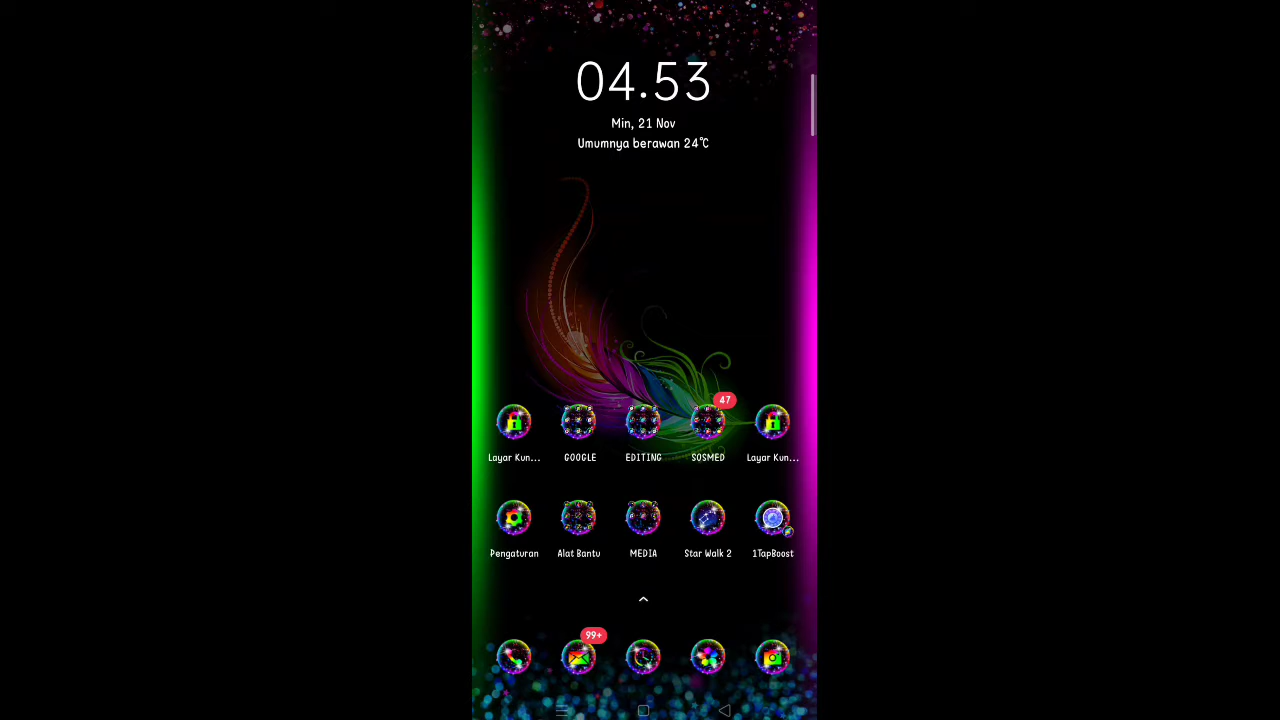 04.53
Min, 21 Nov
Umumnya berawan 24℃
47
Layar Kun...
GOOGLE
EDITING
SOSMED
Layar Kun...
Pengaturan
Alat Bantu
MEDIA
Star Walk 2
1TapBoost
99+